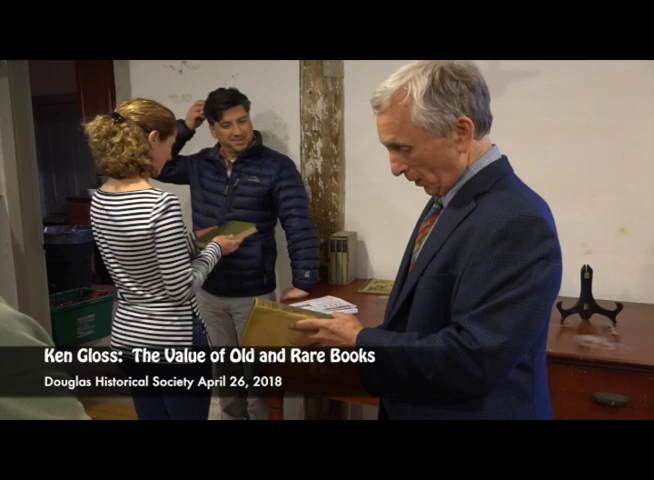 Ken Gloss: The Value of Old and Rare Books
Douglas Historical Society April 26, 2018